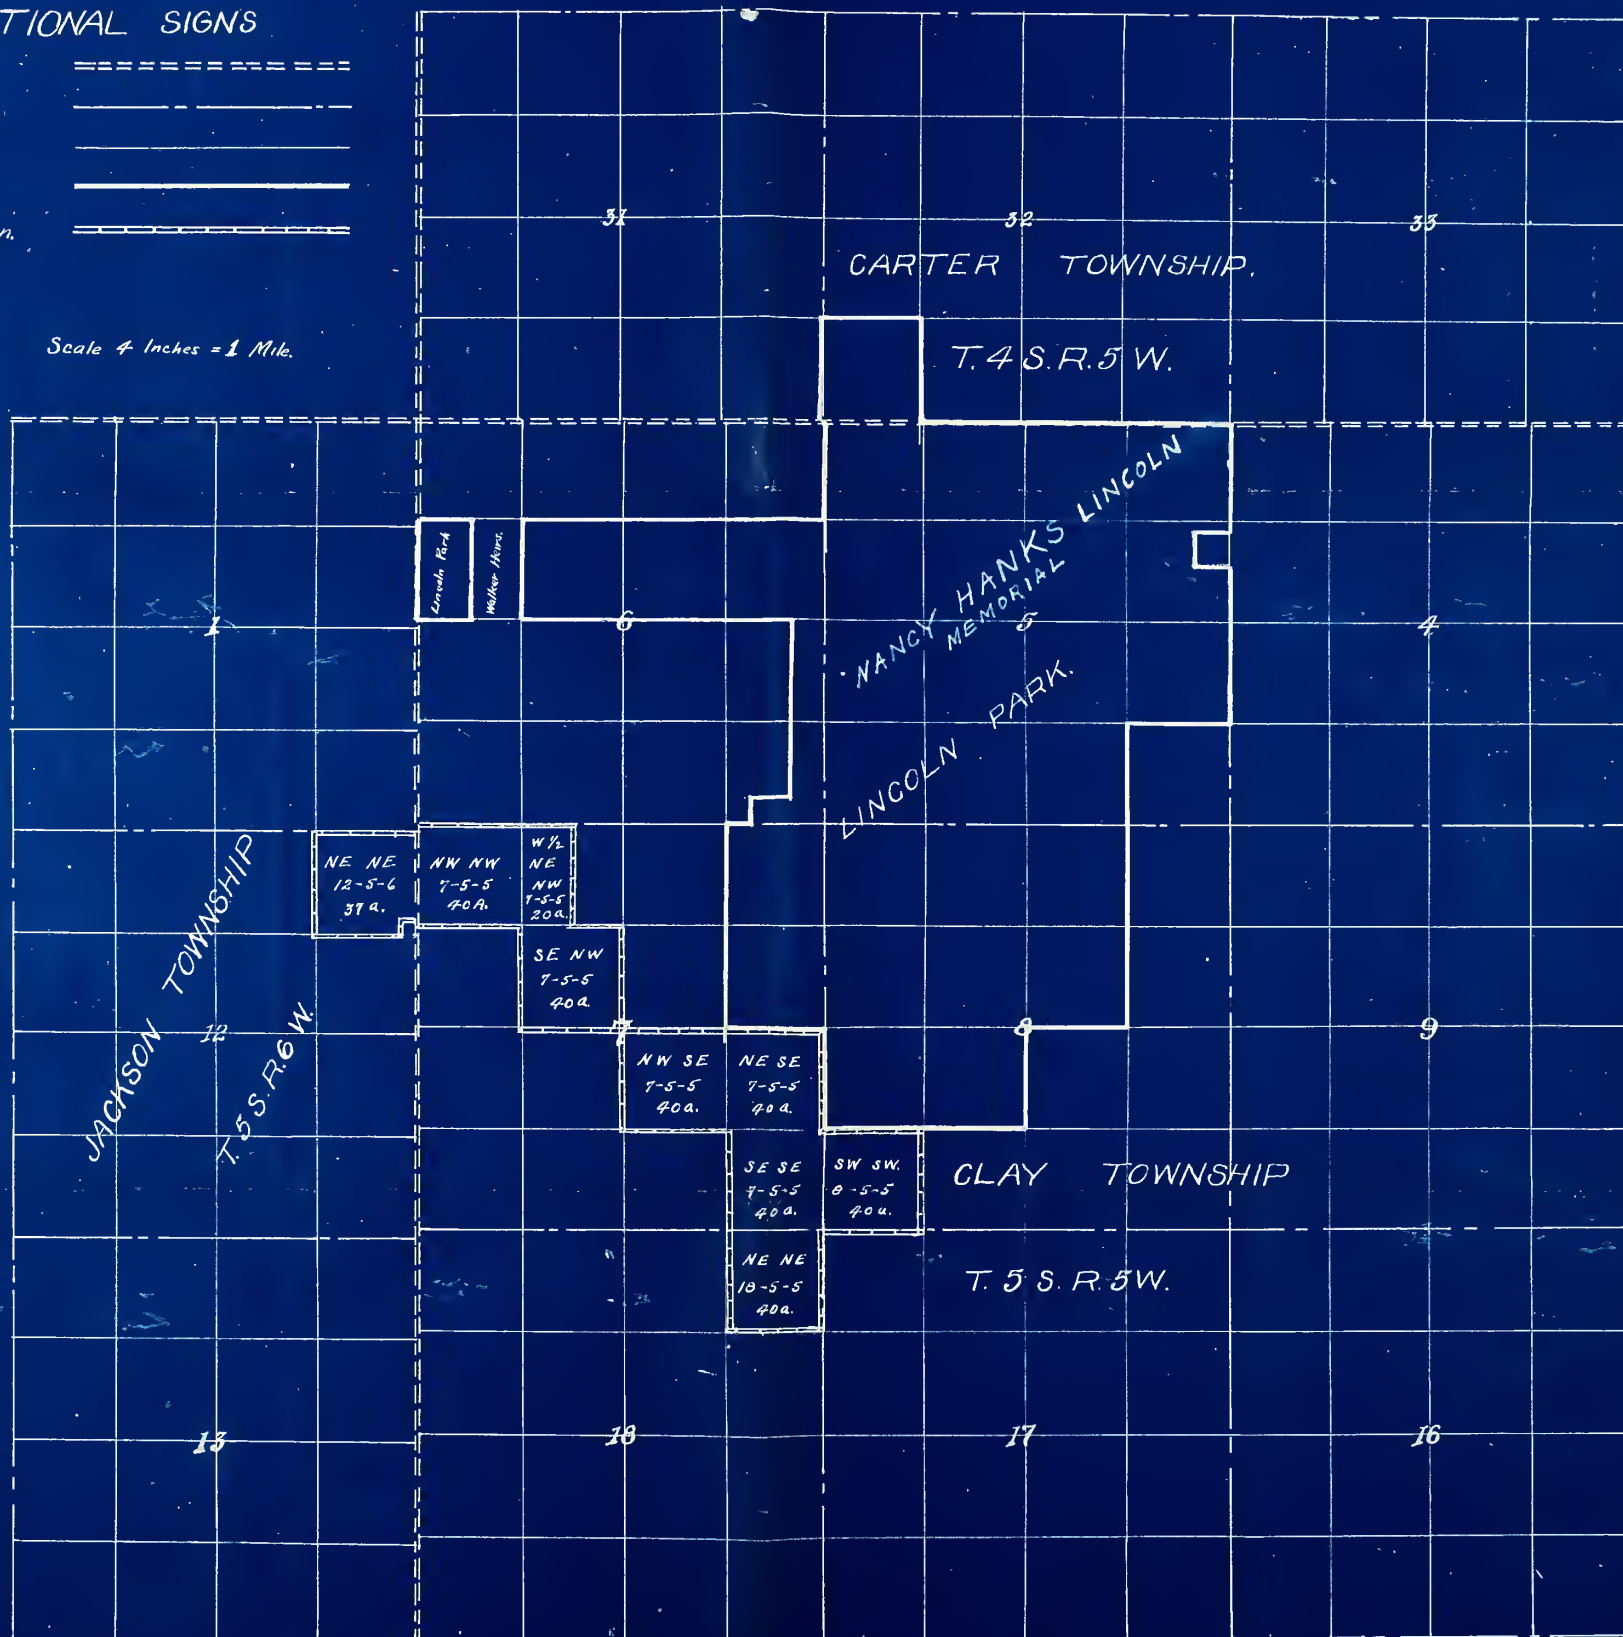 TIONAL SIGNS
n.
Scale 4 Inches = 1 Mile.
31
32
33
CARTER TOWNSHIP.
T. 4 S. R. 5 W.
Lincoln Park
Walker Heirs.
NANCY HANKS LINCOLN
MEMORIAL
LINCOLN PARK.
1
6
5
4
NE NE
12-5-6
37 a.
NW NW
7-5-5
40 A.
W 1/2
NE
NW
7-5-5
20 a.
SE NW
7-5-5
40 a.
JACKSON TOWNSHIP
T. 5 S. R. 6 W.
12
7
8
9
NW SE
7-5-5
40 a.
NE SE
7-5-5
40 a.
SE SE
7-5-5
40 a.
SW SW.
8-5-5
40 a.
CLAY TOWNSHIP
NE NE
18-5-5
40 a.
T. 5 S. R. 5 W.
13
18
17
16